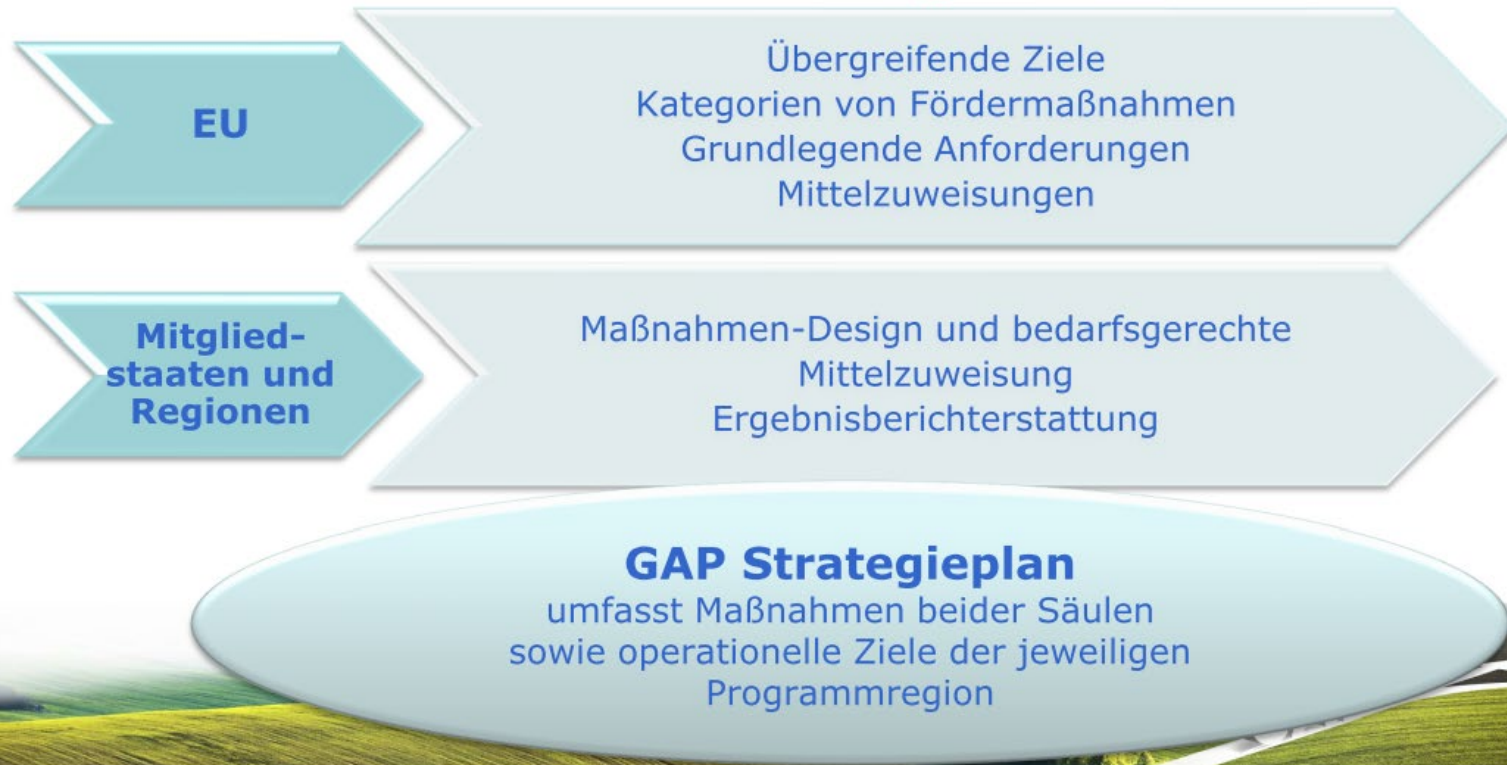 EU
Übergreifende Ziele
Kategorien von Fördermaßnahmen
Grundlegende Anforderungen
Mittelzuweisungen
Mitglied-
staaten und
Regionen
Maßnahmen-Design und bedarfsgerechte
Mittelzuweisung
Ergebnisberichterstattung
GAP Strategieplan
umfasst Maßnahmen beider Säulen
sowie operationelle Ziele der jeweiligen
Programmregion